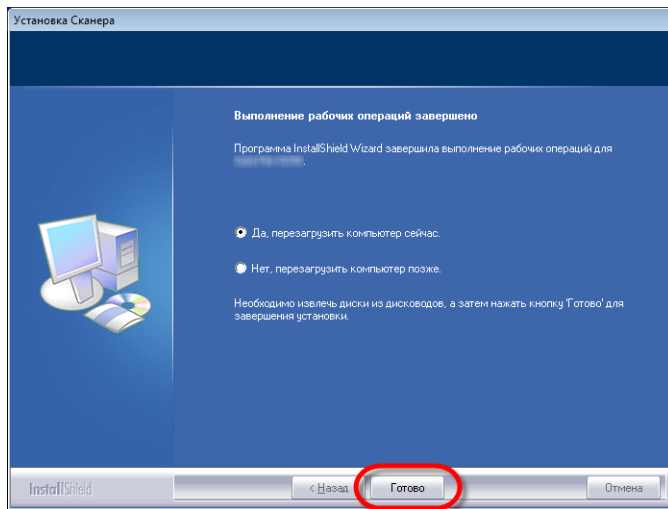 Установка Сканера
Выполнение рабочих операций завершено
Программа InstallShield Wizard завершила выполнение рабочих операций для
.
Да, перезагрузить компьютер сейчас.
Нет, перезагрузить компьютер позже.
Необходимо извлечь диски из дисководов, а затем нажать кнопку 'Готово' для
завершения установки.
InstallShield
< Назад Готово Отмена